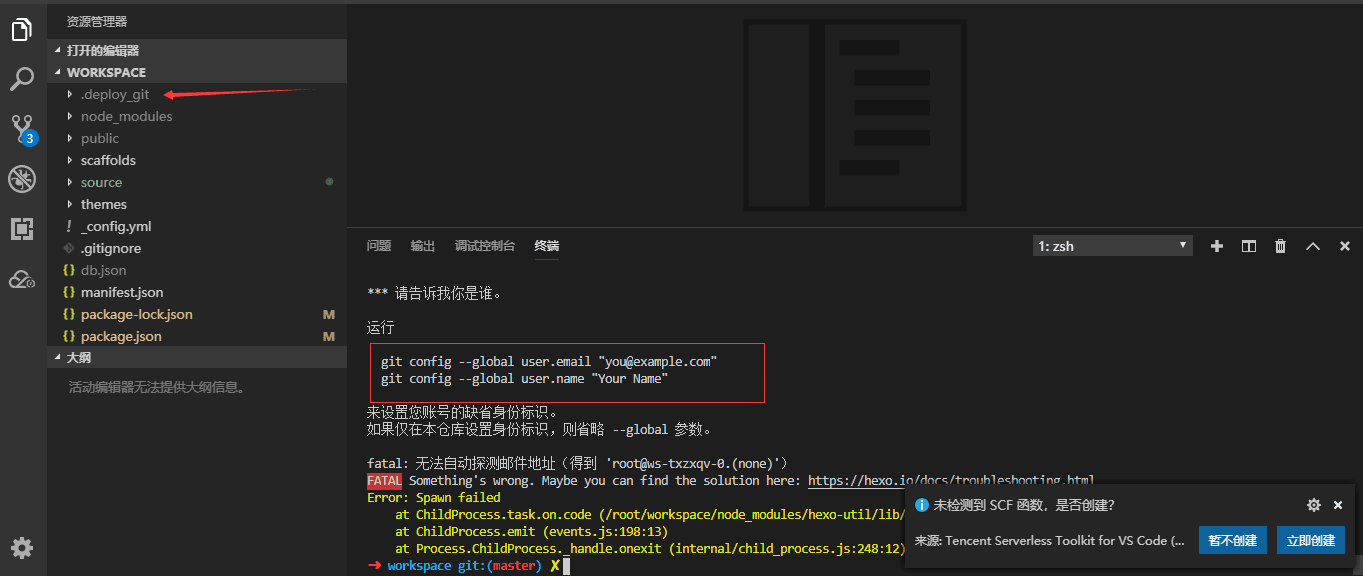 资源管理器
打开的编辑器
WORKSPACE
.deploy_git
node_modules
3
public
scaffolds
source
themes
! _config.yml
.gitignore
{} db.json
{} manifest.json
{} package-lock.json M
{} package.json M
大纲
活动编辑器无法提供大纲信息。
问题 输出 调试控制台 终端
1: zsh
*** 请告诉我你是谁。
运行
git config --global user.email "you@example.com"
git config --global user.name "Your Name"
来设置您账号的缺省身份标识。
如果仅在本仓库设置身份标识，则省略 --global 参数。
fatal: 无法自动探测邮件地址（得到 'root@ws-txzxqv-0.(none)'）
FATAL Something's wrong. Maybe you can find the solution here: https://hexo.io/docs/troubleshooting.html
Error: Spawn failed
at ChildProcess.task.on.code (/root/workspace/node_modules/hexo-util/lib/
at ChildProcess.emit (events.js:198:13)
at Process.ChildProcess._handle.onexit (internal/child_process.js:248:12)
➜ workspace git:(master) ✗
未检测到 SCF 函数，是否创建?
来源: Tencent Serverless Toolkit for VS Code (...
暂不创建 立即创建